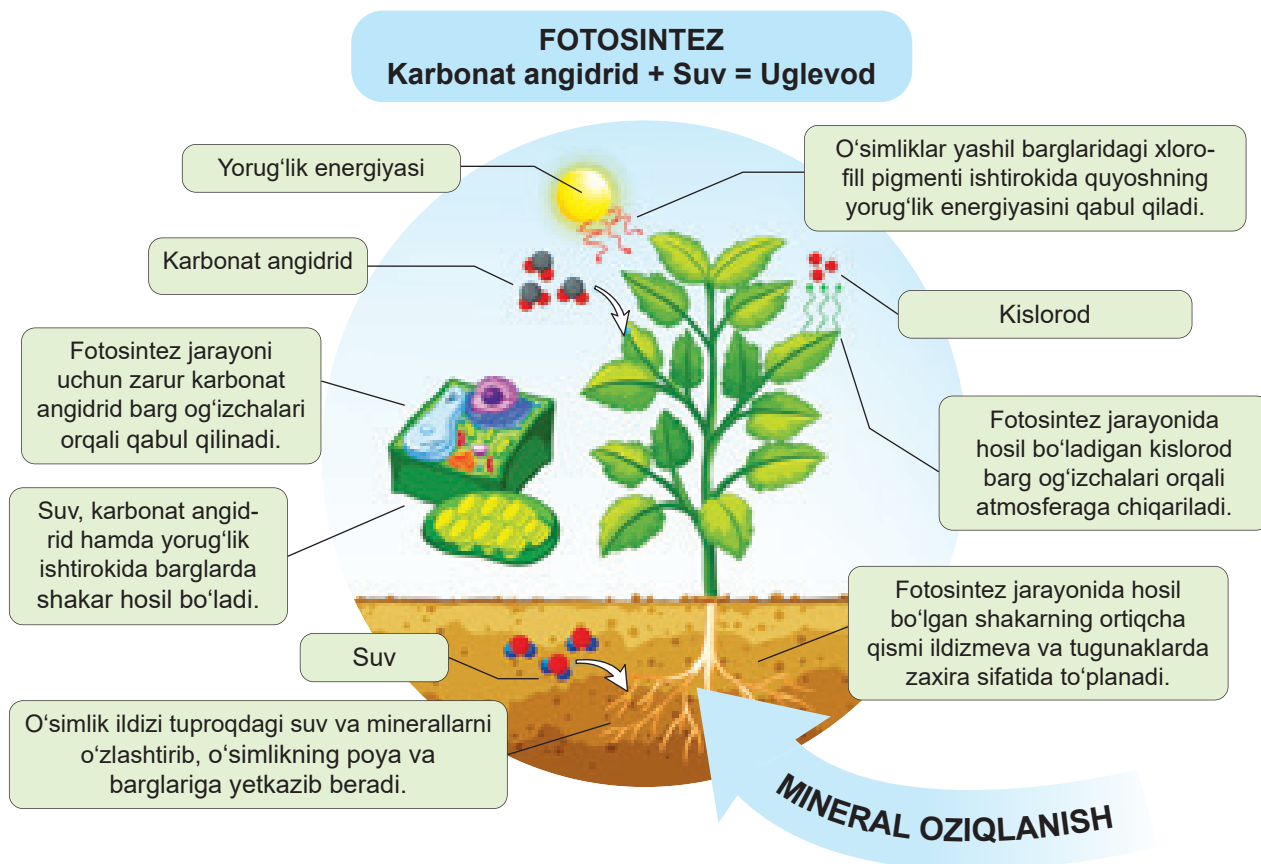 FOTOSINTEZ
Karbonat angidrid + Suv = Uglevod
Yorug‘lik energiyasi
O‘simliklar yashil barglaridagi xloro-
fill pigmenti ishtirokida quyoshning
yorug‘lik energiyasini qabul qiladi.
Karbonat angidrid
Kislorod
Fotosintez jarayoni
uchun zarur karbonat
angidrid barg og‘izchalari
orqali qabul qilinadi.
Fotosintez jarayonida
hosil bo‘ladigan kislorod
barg og‘izchalari orqali
atmosferaga chiqariladi.
Suv, karbonat angid-
rid hamda yorug‘lik
ishtirokida barglarda
shakar hosil bo‘ladi.
Fotosintez jarayonida hosil
bo‘lgan shakarning ortiqcha
qismi ildizmeva va tugunaklarda
zaxira sifatida to‘planadi.
Suv
O‘simlik ildizi tuproqdagi suv va minerallarni
o‘zlashtirib, o‘simlikning poya va
barglariga yetkazib beradi.
MINERAL OZIQLANISH